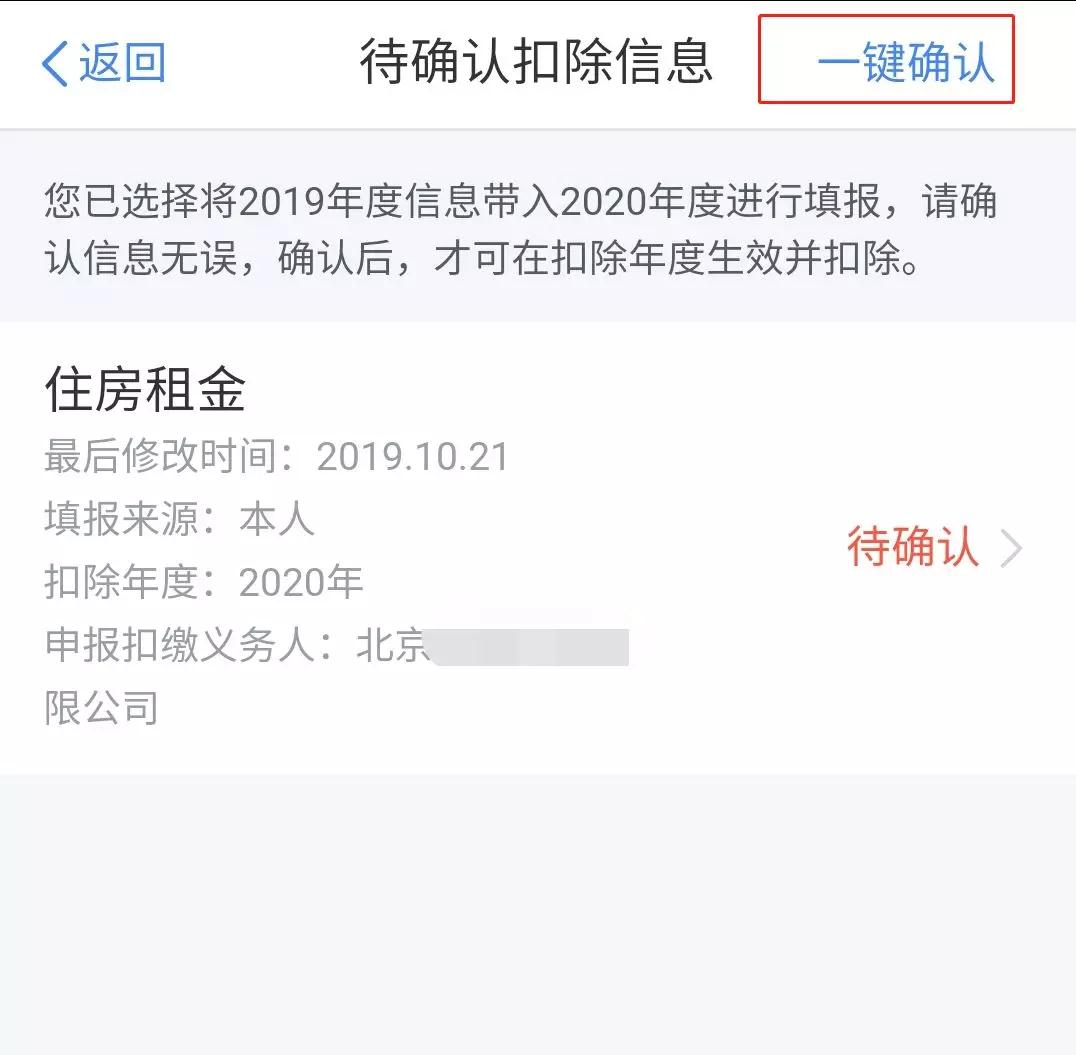 返回 待确认扣除信息 一键确认
您已选择将2019年度信息带入2020年度进行填报，请确
认信息无误，确认后，才可在扣除年度生效并扣除。
住房租金
最后修改时间：2019.10.21
填报来源：本人
扣除年度：2020年
待确认
申报扣缴义务人：北京
限公司